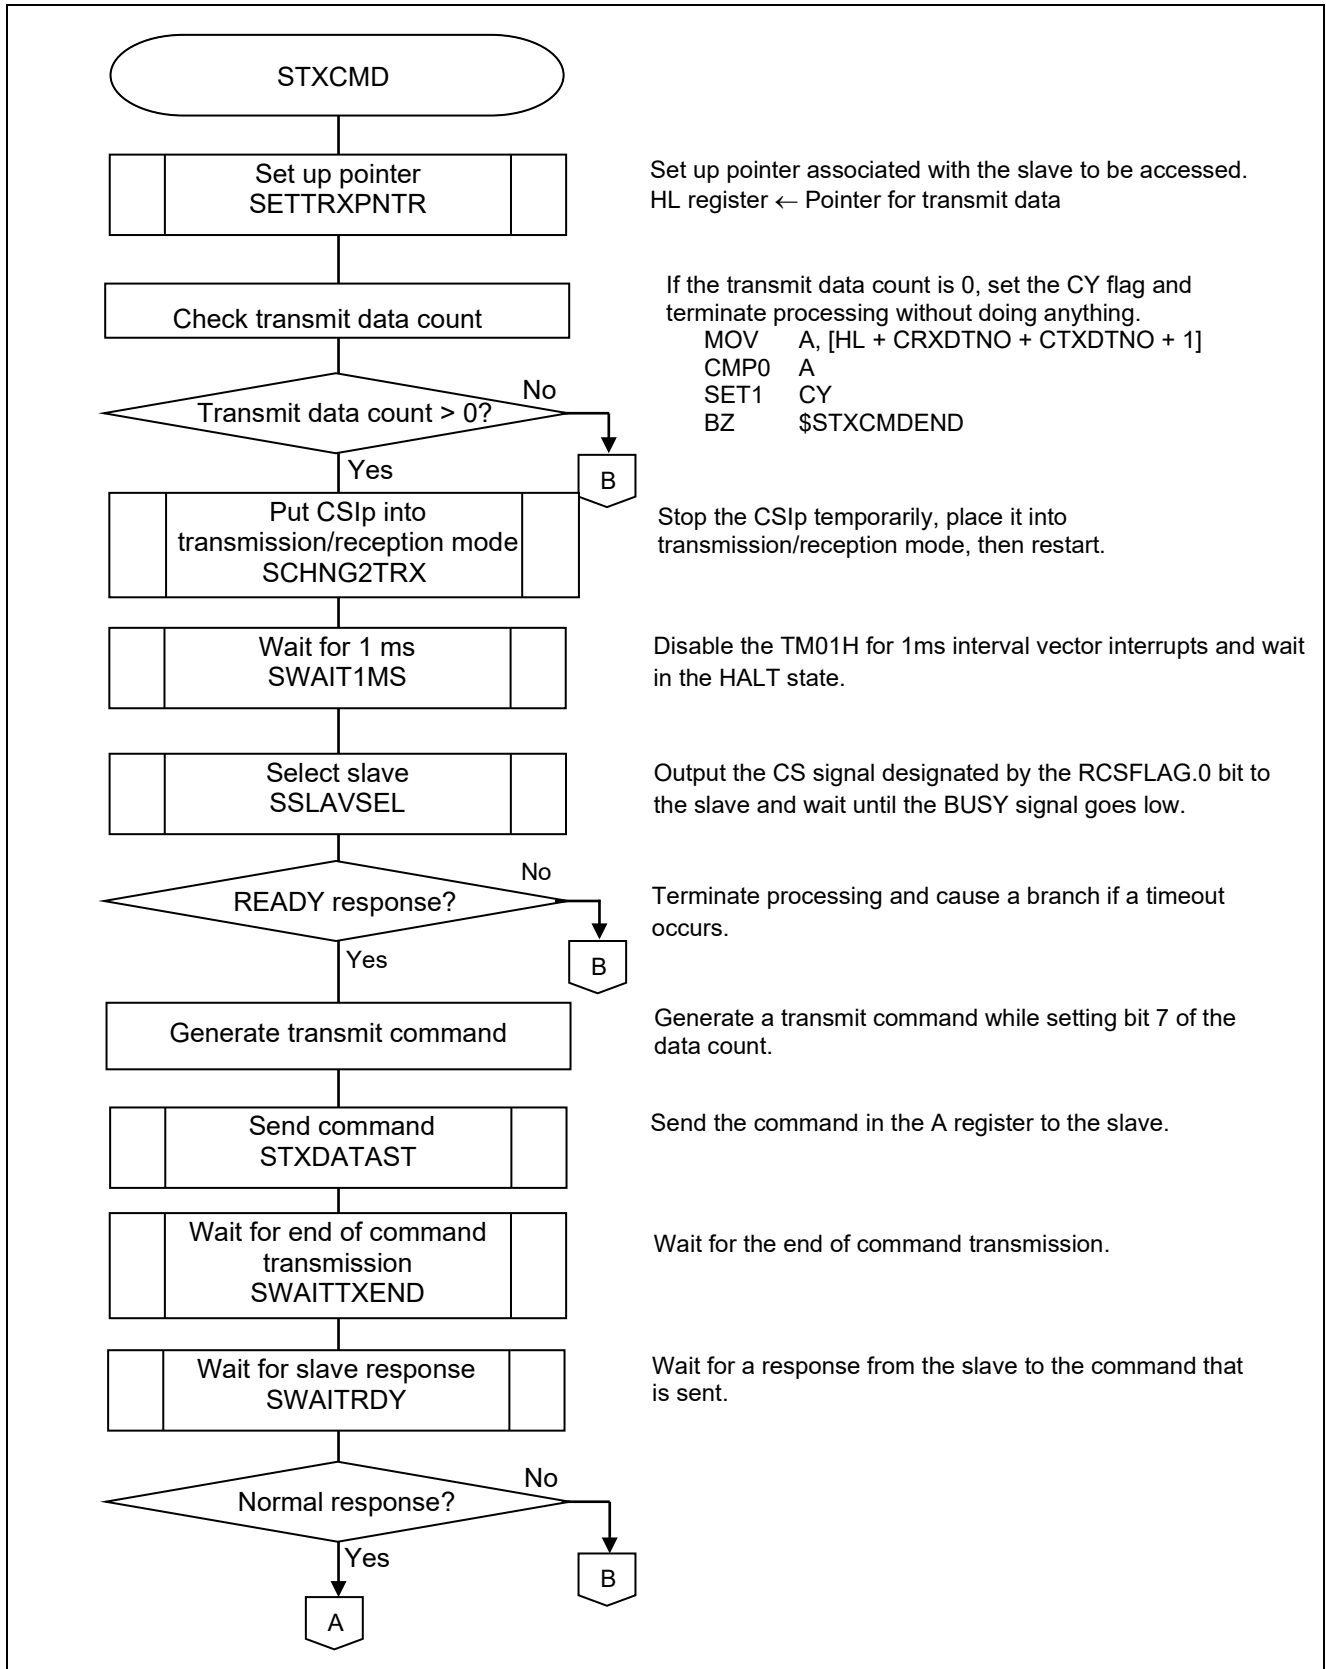 STXCMD
Set up pointer
SETTRXPNTR
Set up pointer associated with the slave to be accessed.
HL register ← Pointer for transmit data
Check transmit data count
If the transmit data count is 0, set the CY flag and
terminate processing without doing anything.
MOV A, [HL + CRXDTNO + CTXDTNO + 1]
CMP0 A
SET1 CY
BZ $STXCMDEND
Transmit data count > 0?
No
B
Yes
Put CSIp into
transmission/reception mode
SCHNG2TRX
Stop the CSIp temporarily, place it into
transmission/reception mode, then restart.
Wait for 1 ms
SWAIT1MS
Disable the TM01H for 1ms interval vector interrupts and wait
in the HALT state.
Select slave
SSLAVSEL
Output the CS signal designated by the RCSFLAG.0 bit to
the slave and wait until the BUSY signal goes low.
READY response?
No
B
Yes
Terminate processing and cause a branch if a timeout
occurs.
Generate transmit command
Generate a transmit command while setting bit 7 of the
data count.
Send command
STXDATAST
Send the command in the A register to the slave.
Wait for end of command
transmission
SWAITTXEND
Wait for the end of command transmission.
Wait for slave response
SWAITRDY
Wait for a response from the slave to the command that
is sent.
Normal response?
No
B
Yes
A